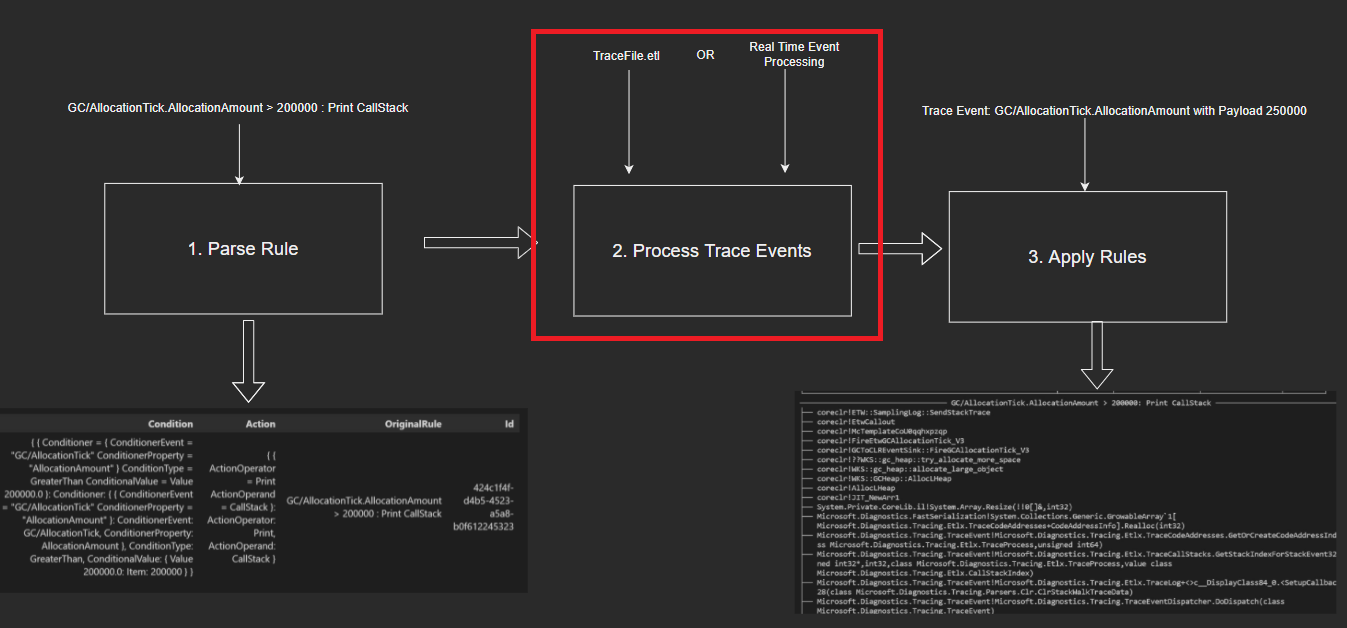 TraceFile.etl
OR
Real Time Event
Processing
GC/AllocationTick.AllocationAmount > 200000 : Print CallStack
Trace Event: GC/AllocationTick.AllocationAmount with Payload 250000
1. Parse Rule
2. Process Trace Events
3. Apply Rules
Condition Action OriginalRule Id
{ { Conditioner = { ConditionerEvent =
"GC/AllocationTick" ConditionerProperty =
"AllocationAmount" } ConditionType =
GreaterThan ConditionalValue = Value
200000.0 }: Conditioner: { { ConditionerEvent
= "GC/AllocationTick" ConditionerProperty =
"AllocationAmount" }: ConditionerEvent:
GC/AllocationTick, ConditionerProperty:
AllocationAmount }, ConditionType:
GreaterThan, ConditionalValue: { Value
200000.0: Item: 200000 } }
{ {
ActionOperator
= Print
ActionOperand
= CallStack }:
ActionOperator:
Print,
ActionOperand:
CallStack }
GC/AllocationTick.AllocationAmount
> 200000 : Print CallStack
424c1f4f-
d4b5-4523-
a5a8-
b0f612245323
GC/AllocationTick.AllocationAmount > 200000: Print CallStack
coreclr!ETW::SamplingLog::SendStackTrace
coreclr!EtwCallout
coreclr!McTemplateCoU0qqhxpzqp
coreclr!FireEtwGCAllocationTick_V3
coreclr!GCToCLREventSink::FireGCAllocationTick_V3
coreclr!??WKS::gc_heap::try_allocate_more_space
coreclr!WKS::gc_heap::allocate_large_object
coreclr!WKS::GCHeap::AllocLHeap
coreclr!AllocLHeap
coreclr!JIT_NewArr1
System.Private.CoreLib.il!System.Array.Resize(!!0[]&,int32)
Microsoft.Diagnostics.FastSerialization!System.Collections.Generic.GrowableArray`1[
Microsoft.Diagnostics.Tracing.Etlx.TraceCodeAddresses+CodeAddressInfo].Realloc(int32)
Microsoft.Diagnostics.Tracing.TraceEvent!Microsoft.Diagnostics.Tracing.Etlx.TraceCodeAddresses.GetOrCreateCodeAddressInd
ss Microsoft.Diagnostics.Tracing.Etlx.TraceProcess,unsigned int64)
Microsoft.Diagnostics.Tracing.TraceEvent!Microsoft.Diagnostics.Tracing.Etlx.TraceCallStacks.GetStackIndexForStackEvent32
ned int32*,int32,class Microsoft.Diagnostics.Tracing.Etlx.TraceProcess,value class
Microsoft.Diagnostics.Tracing.Etlx.CallStackIndex)
Microsoft.Diagnostics.Tracing.TraceEvent!Microsoft.Diagnostics.Tracing.Etlx.TraceLog+<>c__DisplayClass84_0.<SetupCallbac
28(class Microsoft.Diagnostics.Tracing.Parsers.Clr.ClrStackWalkTraceData)
Microsoft.Diagnostics.Tracing.TraceEvent!Microsoft.Diagnostics.Tracing.TraceEventDispatcher.DoDispatch(class
Microsoft.Diagnostics.Tracing.TraceEvent)